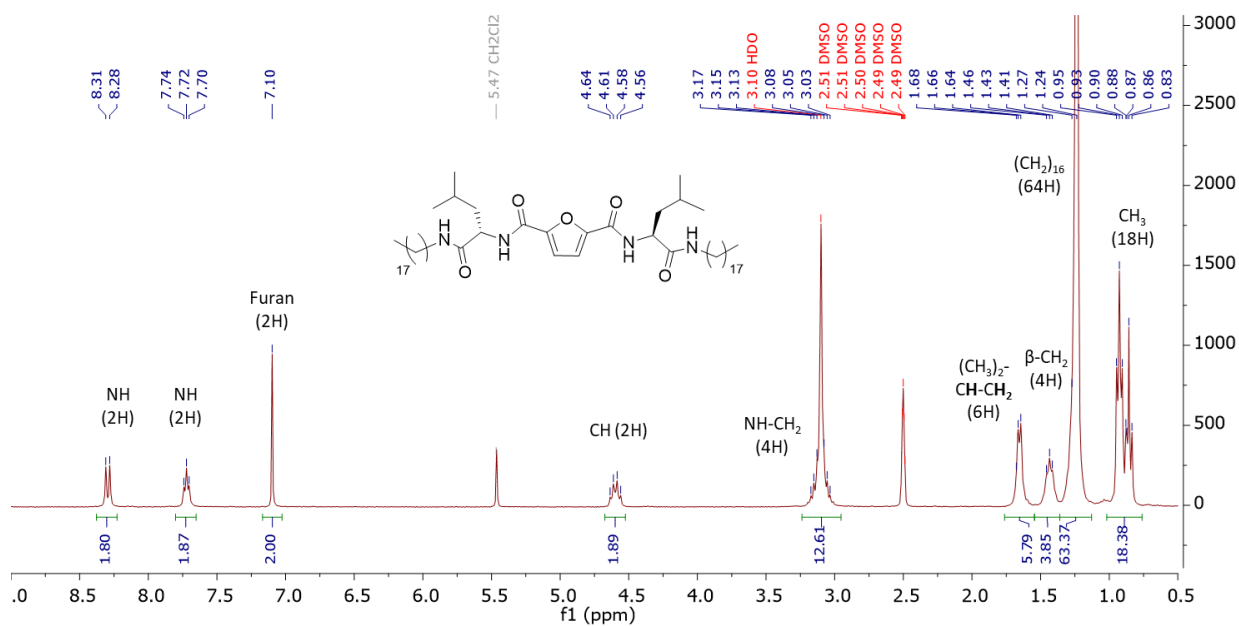 8.31
8.28
7.74
7.72
7.70
7.10
5.47 CH2Cl2
4.64
4.61
4.58
4.56
3.17
3.15
3.13
3.10 HDO
3.08
3.05
3.03
2.51 DMSO
2.51 DMSO
2.50 DMSO
2.49 DMSO
2.49 DMSO
1.68
1.66
1.64
1.46
1.43
1.41
1.27
1.24
0.95
0.93
0.90
0.88
0.87
0.86
0.83
3000
2500
2000
1500
1000
500
0
17
N
H
O
N
H
O
O
O
N
H
O
N
H
17
NH
(2H)
NH
(2H)
Furan
(2H)
CH (2H)
NH-CH₂
(4H)
(CH₃)₂-
CH-CH₂
(6H)
β-CH₂
(4H)
(CH₂)₁₆
(64H)
CH₃
(18H)
1.80
1.87
2.00
1.89
12.61
5.79
3.85
63.37
18.38
.0 8.5 8.0 7.5 7.0 6.5 6.0 5.5 5.0 4.5 4.0 3.5 3.0 2.5 2.0 1.5 1.0 0.5
f1 (ppm)